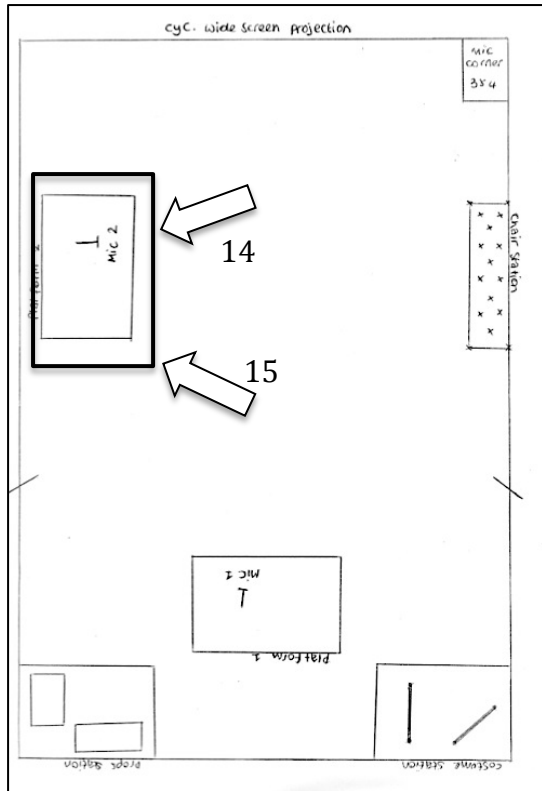 cyc. wide screen projection
mic
corner
3&4
Platform 2
Mic 2
14
chair station
15
Mic 1
Platform 1
props station
costume station